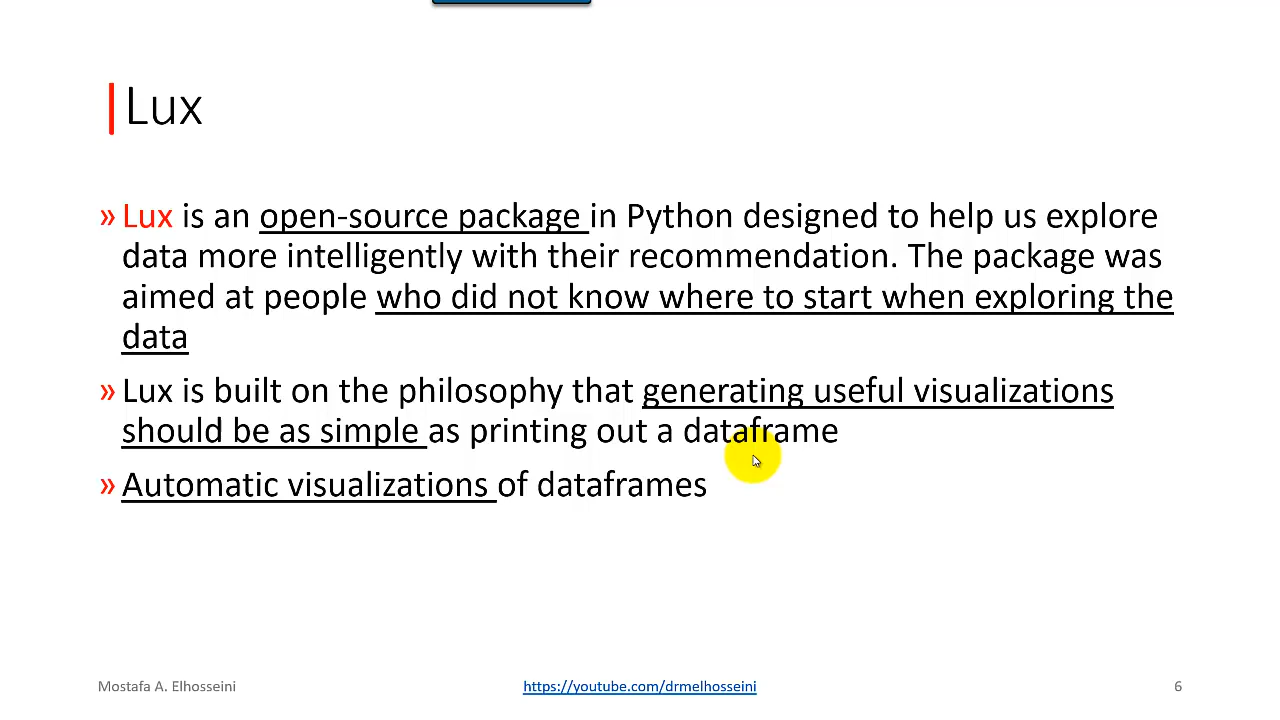 Lux
» Lux is an open-source package in Python designed to help us explore
data more intelligently with their recommendation. The package was
aimed at people who did not know where to start when exploring the
data
» Lux is built on the philosophy that generating useful visualizations
should be as simple as printing out a dataframe
» Automatic visualizations of dataframes
Mostafa A. Elhosseini
https://youtube.com/drmelhosseini
6